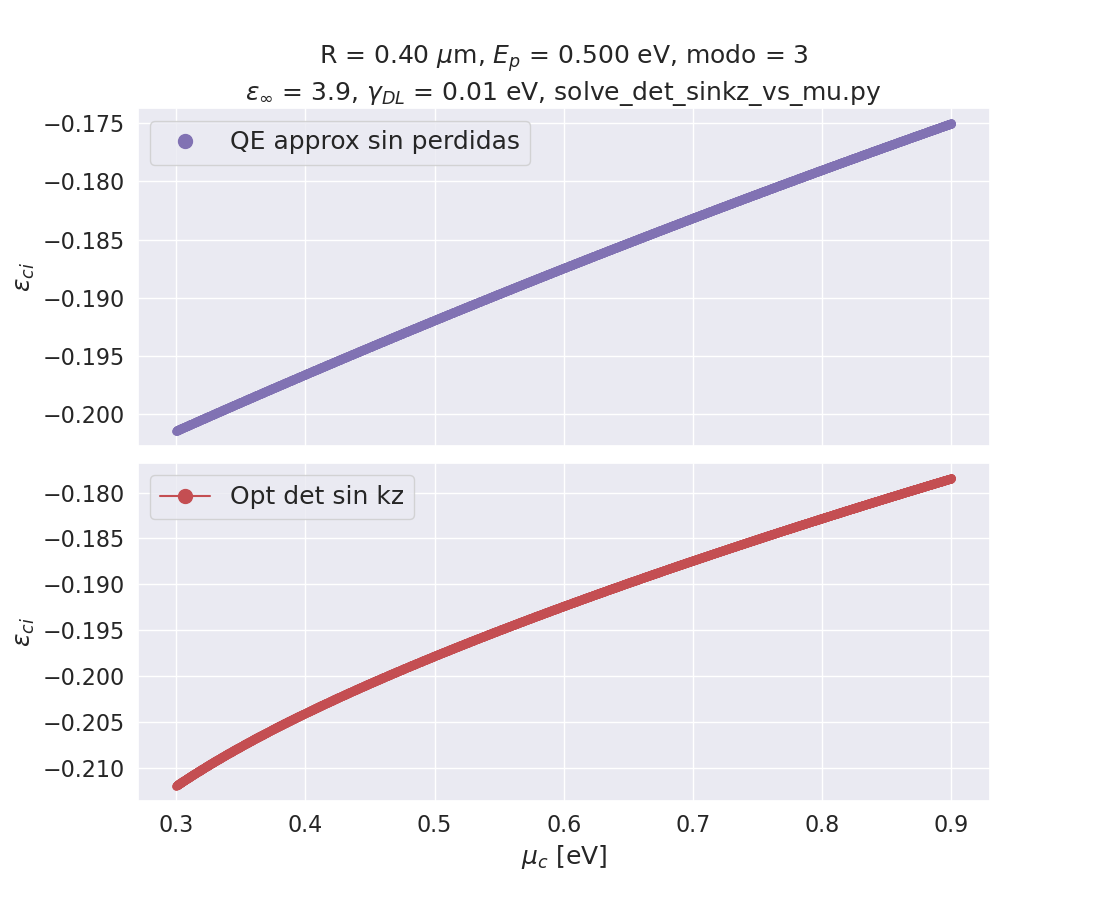 R = 0.40 μm, E_p = 0.500 eV, modo = 3
ε_∞ = 3.9, γ_DL = 0.01 eV, solve_det_sinkz_vs_mu.py
QE approx sin perdidas
−0.175
−0.180
−0.185
−0.190
−0.195
−0.200
ε_ci
Opt det sin kz
−0.180
−0.185
−0.190
−0.195
−0.200
−0.205
−0.210
ε_ci
0.3 0.4 0.5 0.6 0.7 0.8 0.9
μ_c [eV]